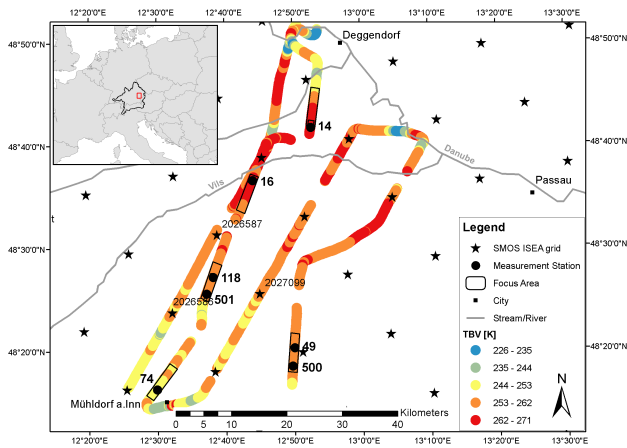 12°20'0"E 12°30'0"E 12°40'0"E 12°50'0"E 13°0'0"E 13°10'0"E 13°20'0"E 13°30'0"E
48°50'0"N 48°50'0"N
Deggendorf
14
48°40'0"N 48°40'0"N
Danube
Vils
16
Passau
t
2026587
48°30'0"N 48°30'0"N
118
2027099
2026586
501
48°20'0"N 48°20'0"N
49
500
74
Mühldorf a.Inn
Legend
SMOS ISEA grid
Measurement Station
Focus Area
City
Stream/River
TBV [K]
226 - 235
235 - 244
244 - 253
253 - 262
262 - 271
N
Kilometers
0 5 10 20 30 40
12°20'0"E 12°30'0"E 12°40'0"E 12°50'0"E 13°0'0"E 13°10'0"E 13°20'0"E